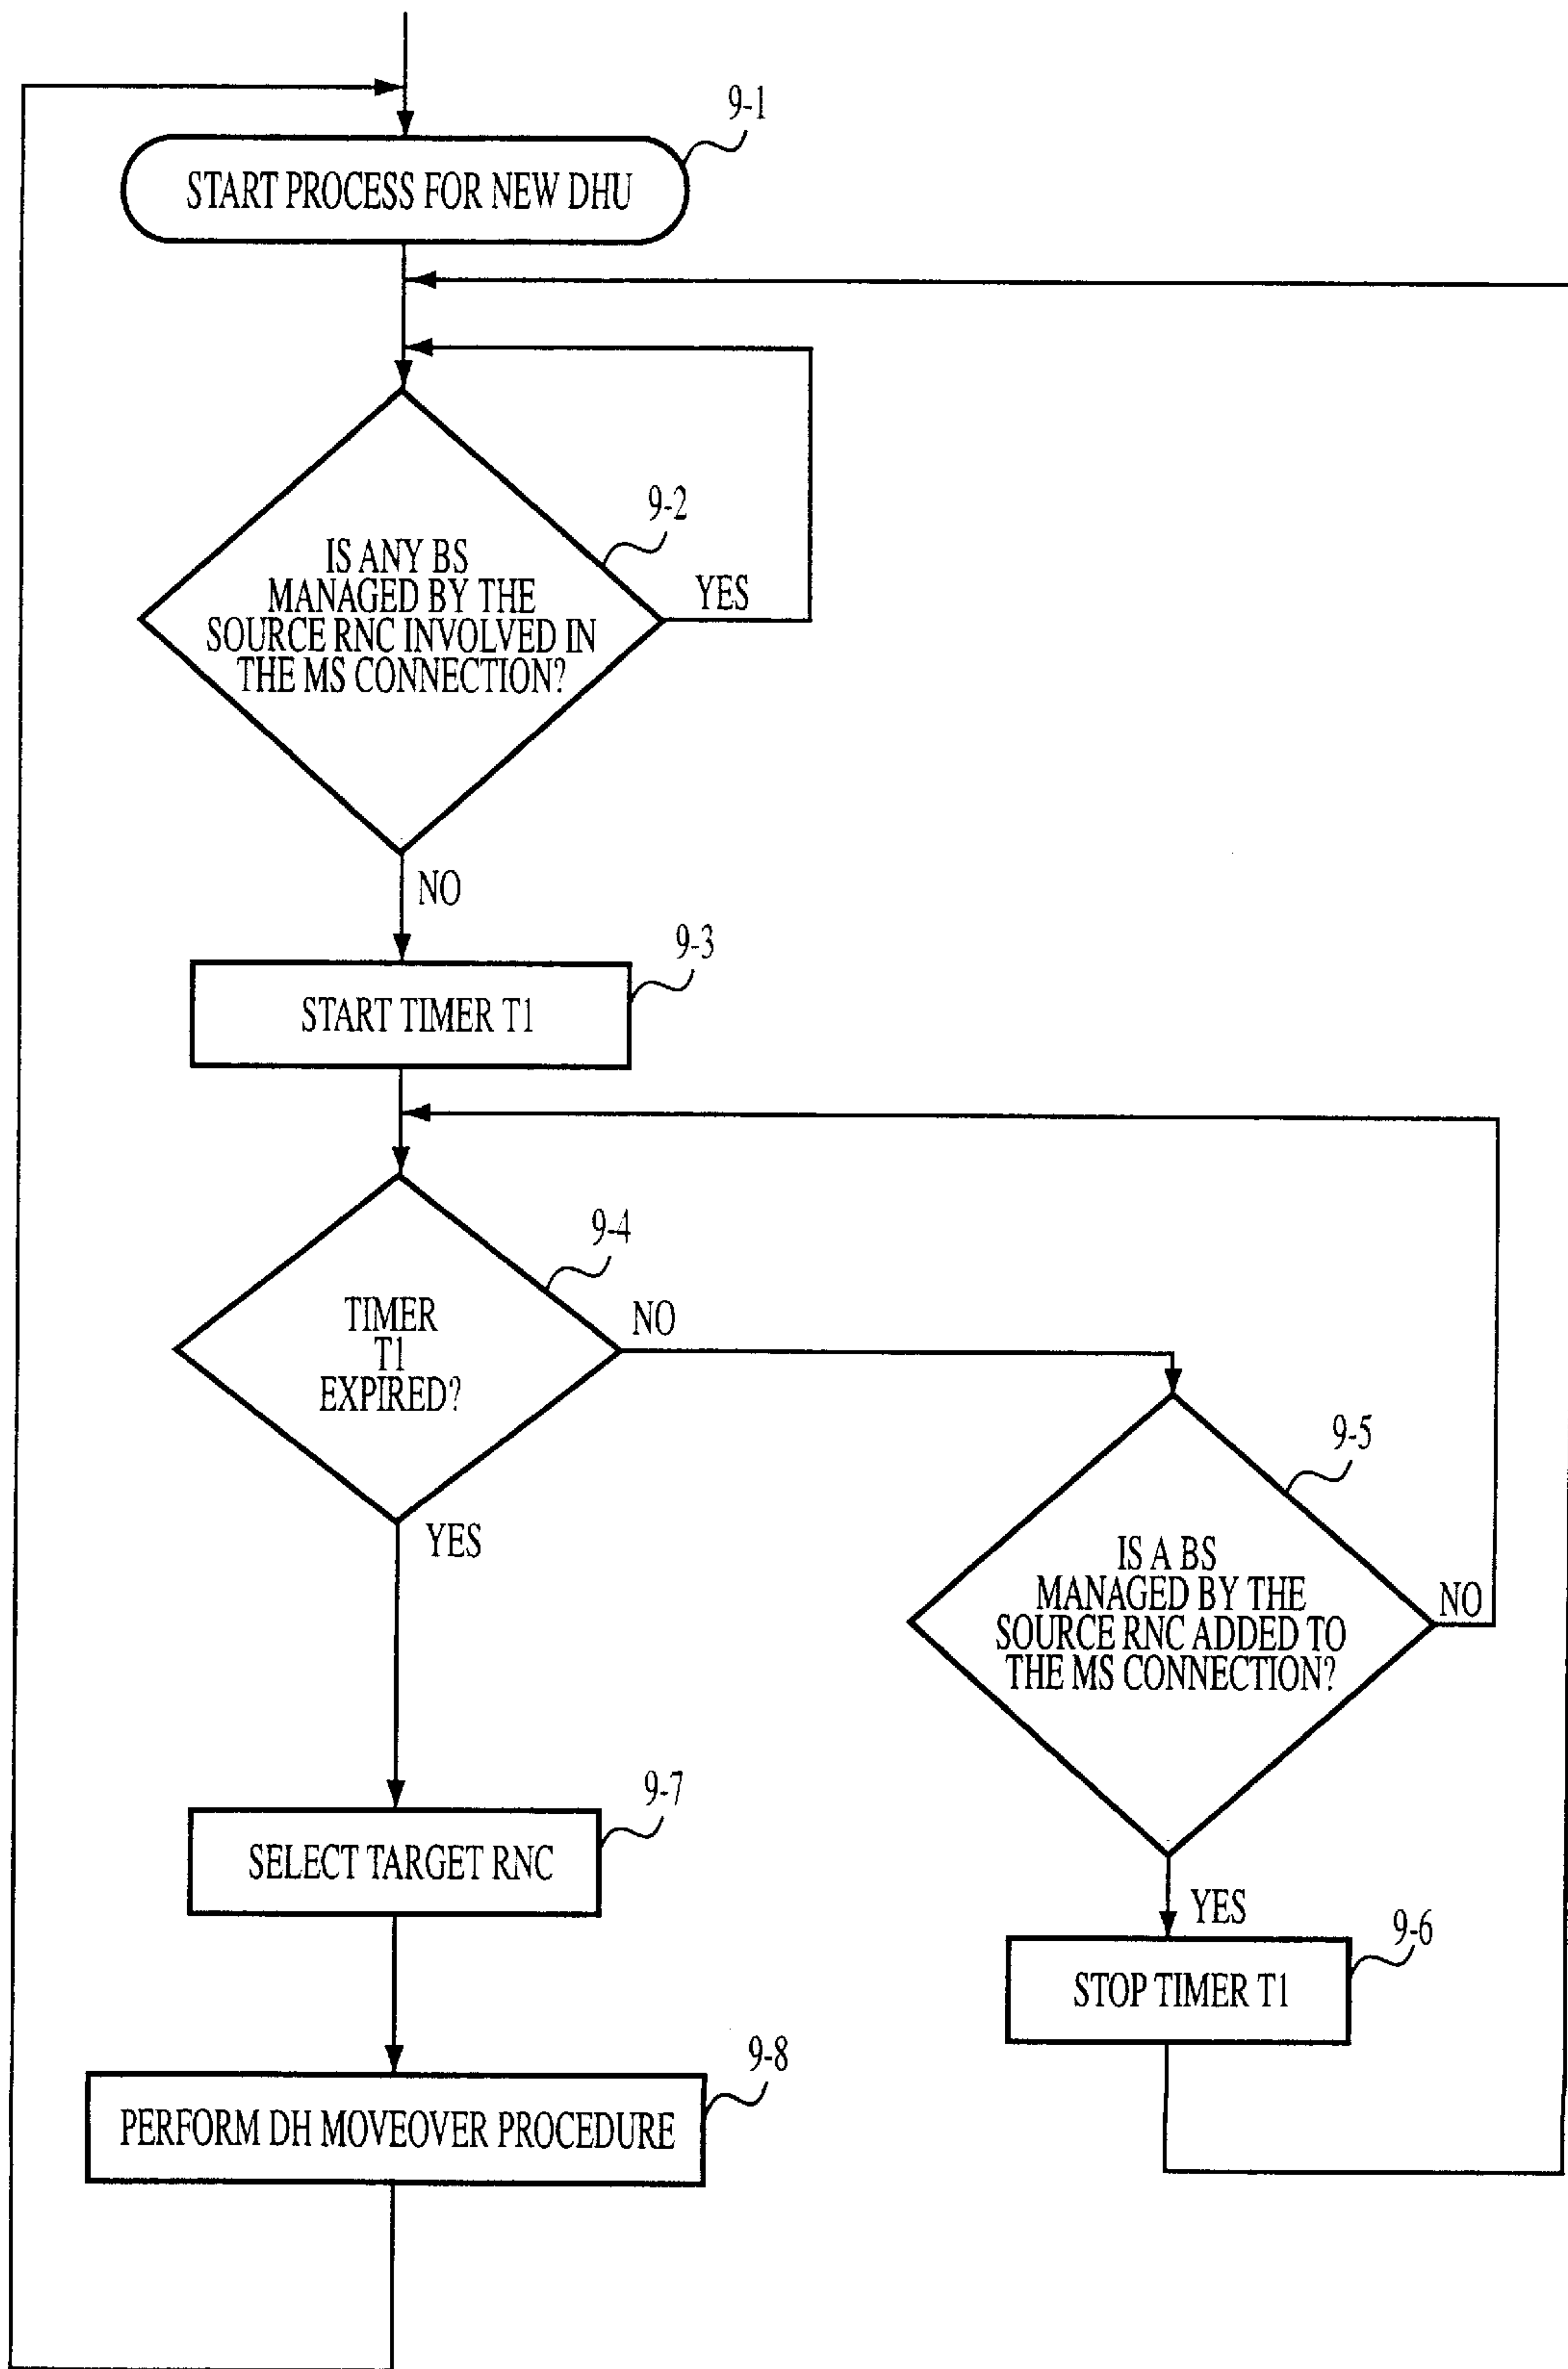 9-1
START PROCESS FOR NEW DHU
9-2
IS ANY BS
MANAGED BY THE
SOURCE RNC INVOLVED IN
THE MS CONNECTION?
YES
NO
9-3
START TIMER T1
9-4
TIMER
T1
EXPIRED?
NO
YES
9-5
IS A BS
MANAGED BY THE
SOURCE RNC ADDED TO
THE MS CONNECTION?
NO
YES
9-6
STOP TIMER T1
9-7
SELECT TARGET RNC
9-8
PERFORM DH MOVEOVER PROCEDURE